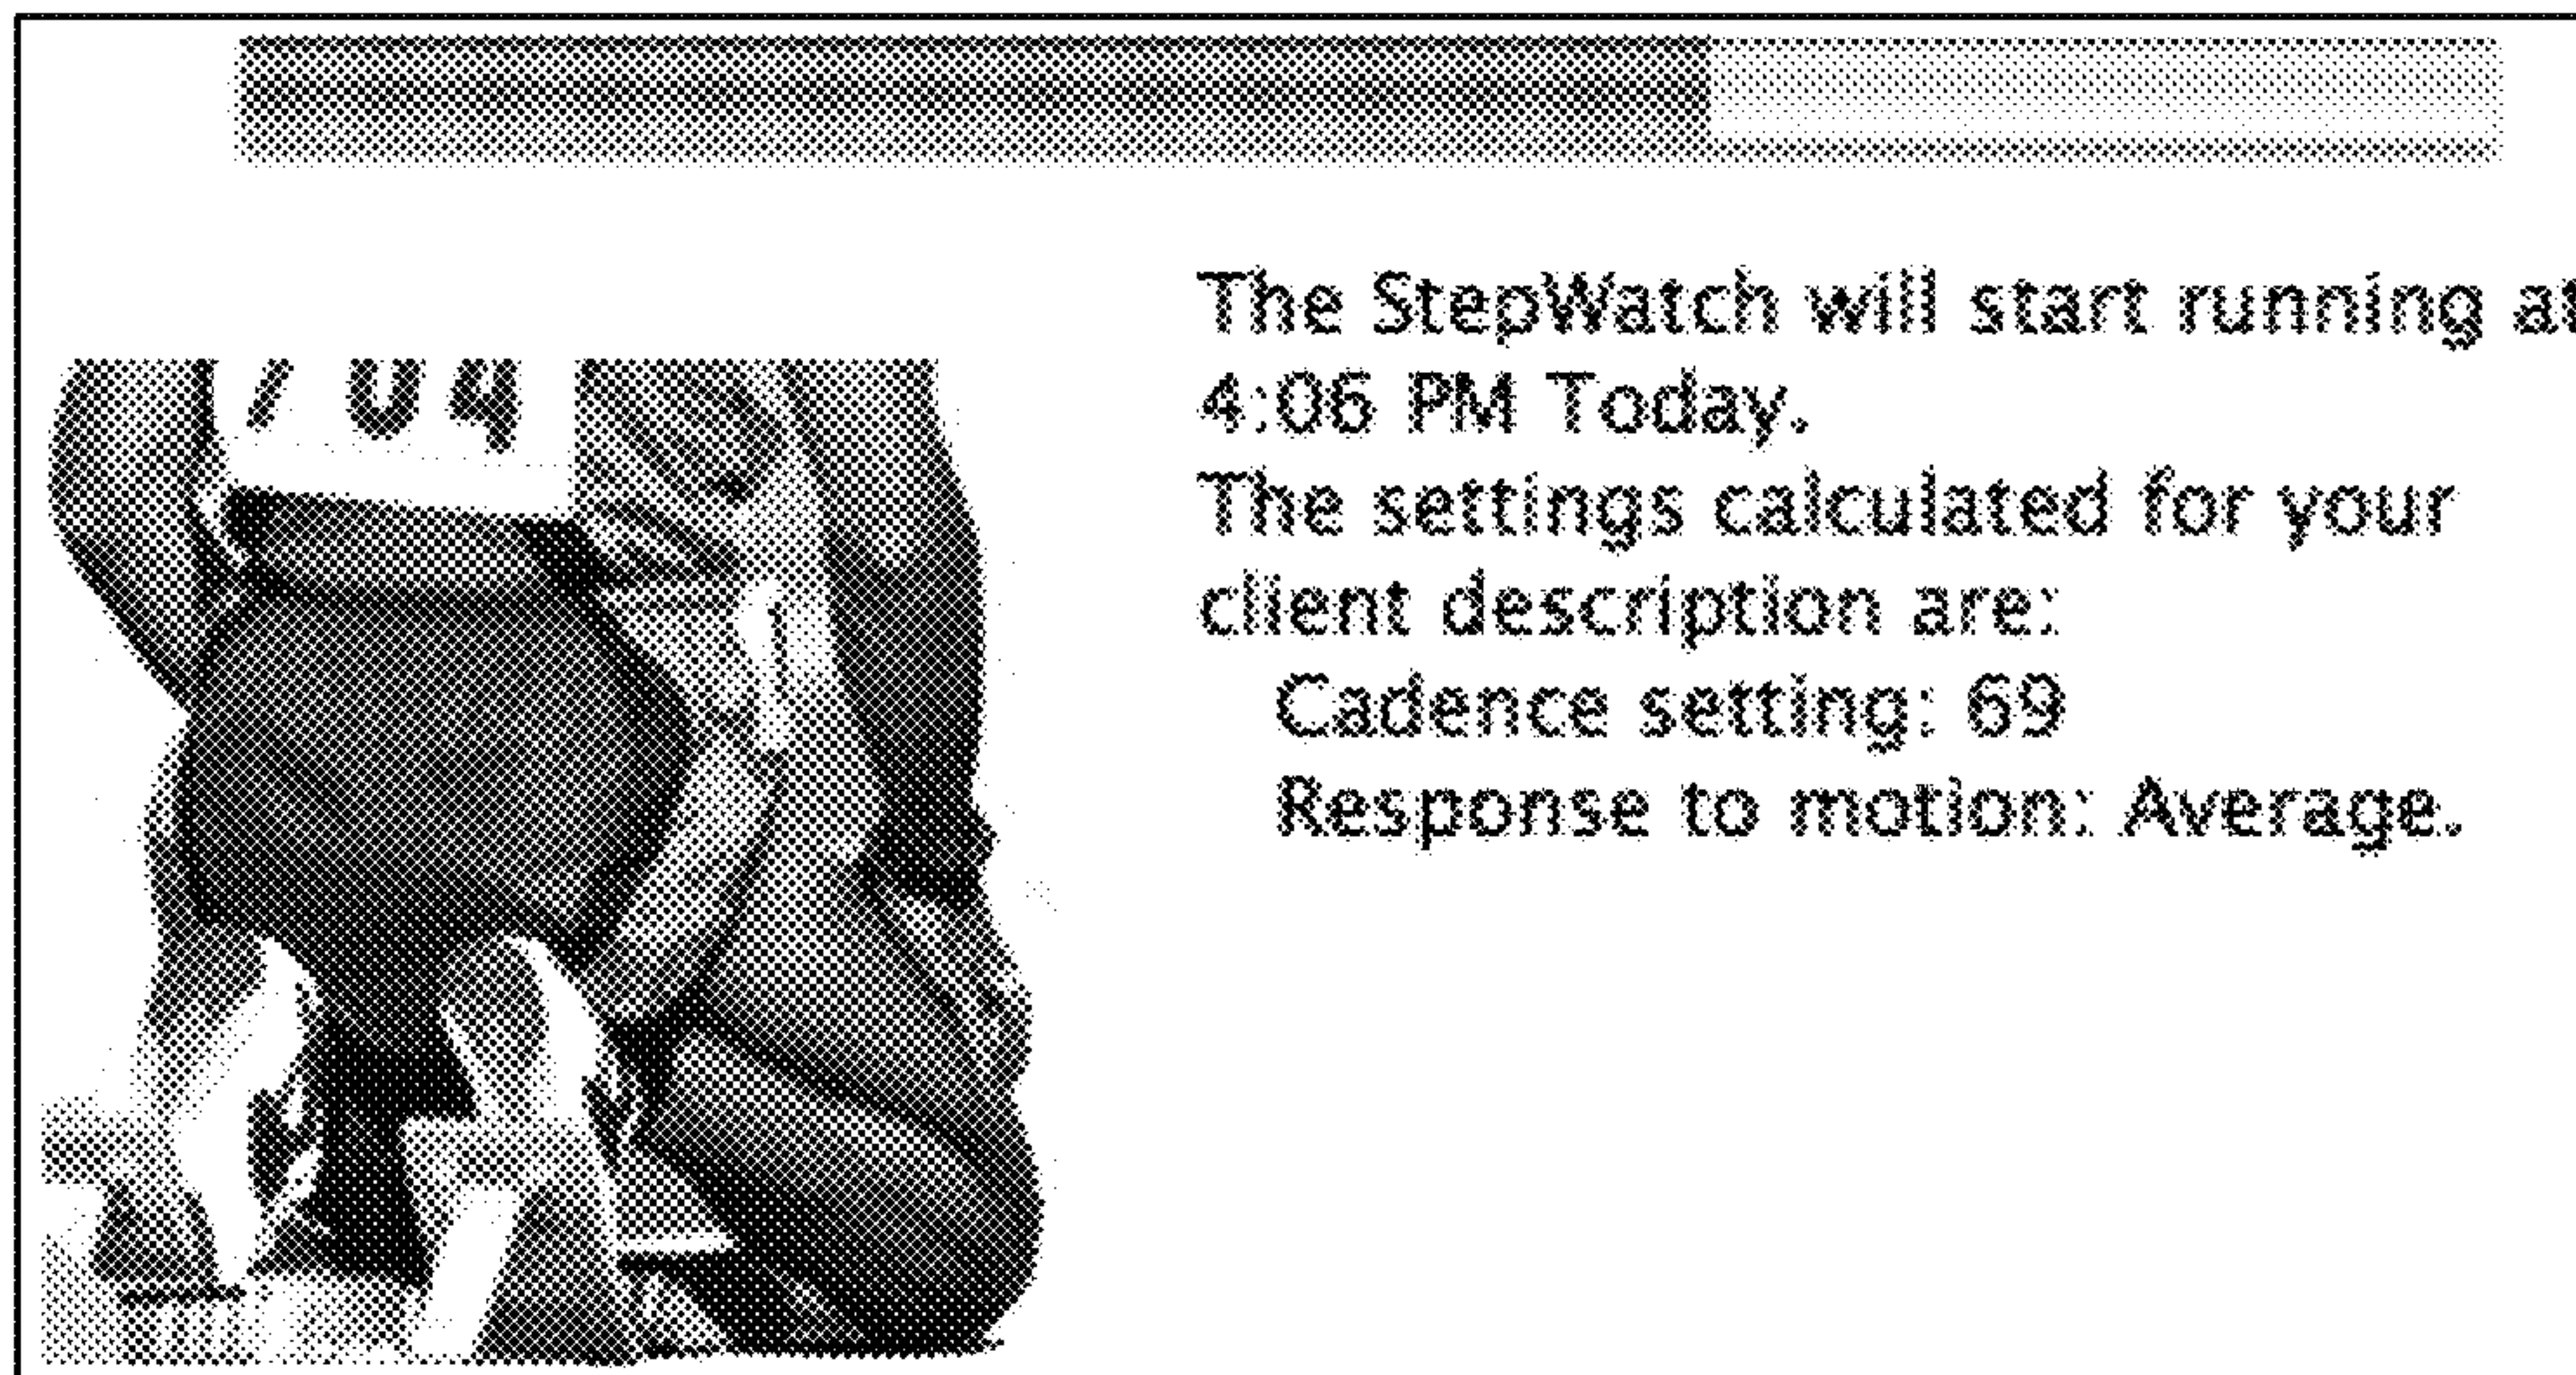 The StepWatch will start running at
4:06 PM Today.
The settings calculated for your
client description are:
Cadence setting: 69
Response to motion: Average.
04